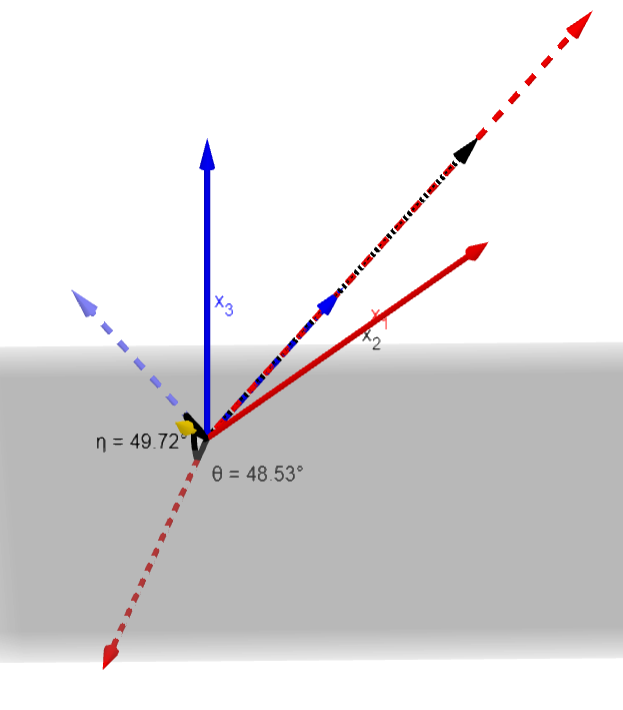 x₃
x₁
x₂
η = 49.72°
θ = 48.53°